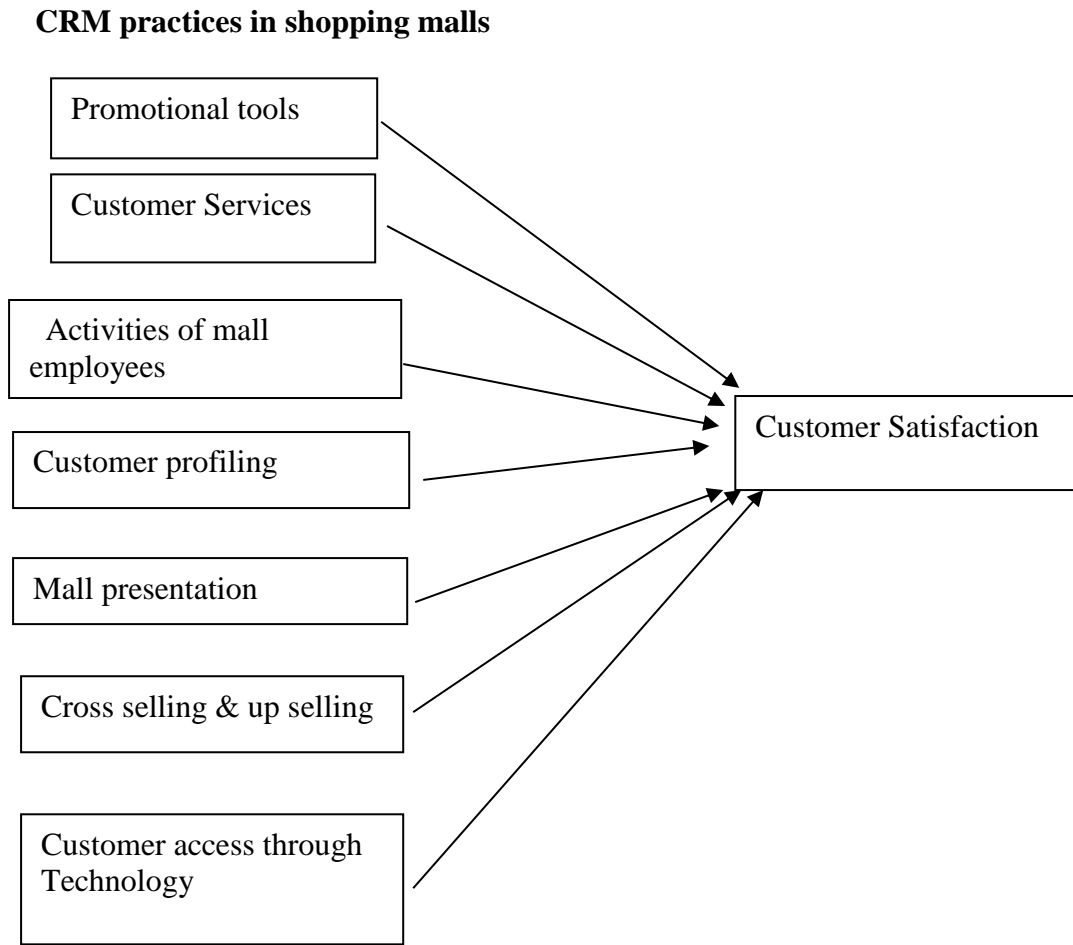 CRM practices in shopping malls
Promotional tools
Customer Services
Activities of mall
employees
Customer Satisfaction
Customer profiling
Mall presentation
Cross selling & up selling
Customer access through
Technology